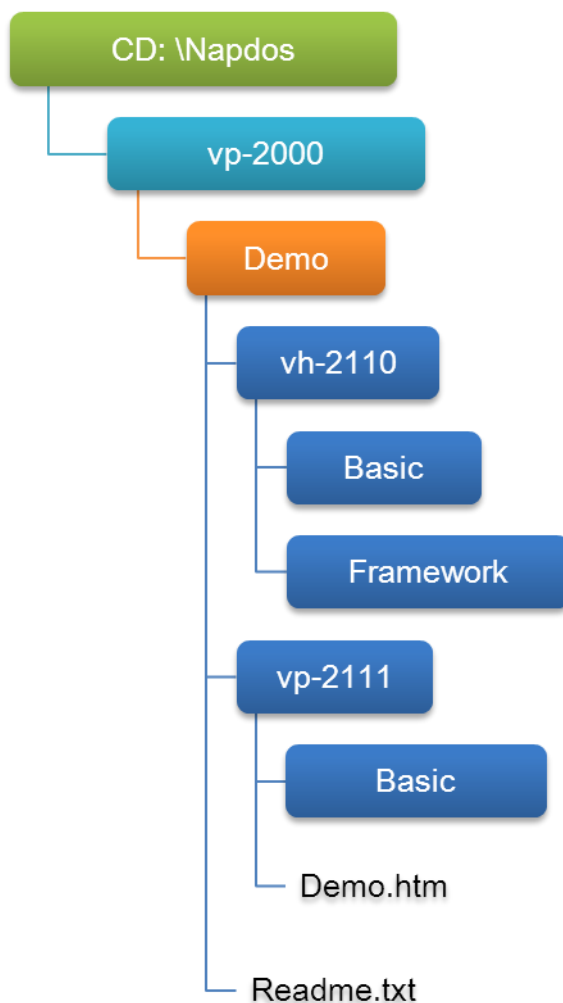 CD: \Napdos
vp-2000
Demo
vh-2110
Basic
Framework
vp-2111
Basic
Demo.htm
Readme.txt